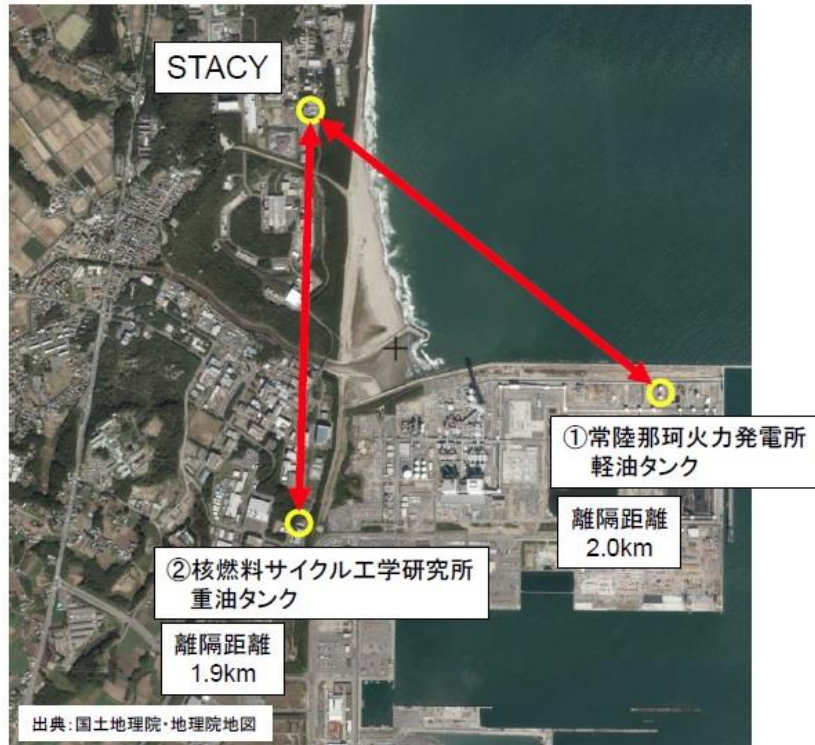 STACY
①常陸那珂火力発電所
軽油タンク
離隔距離
2.0km
②核燃料サイクル工学研究所
重油タンク
離隔距離
1.9km
出典：国土地理院・地理院地図